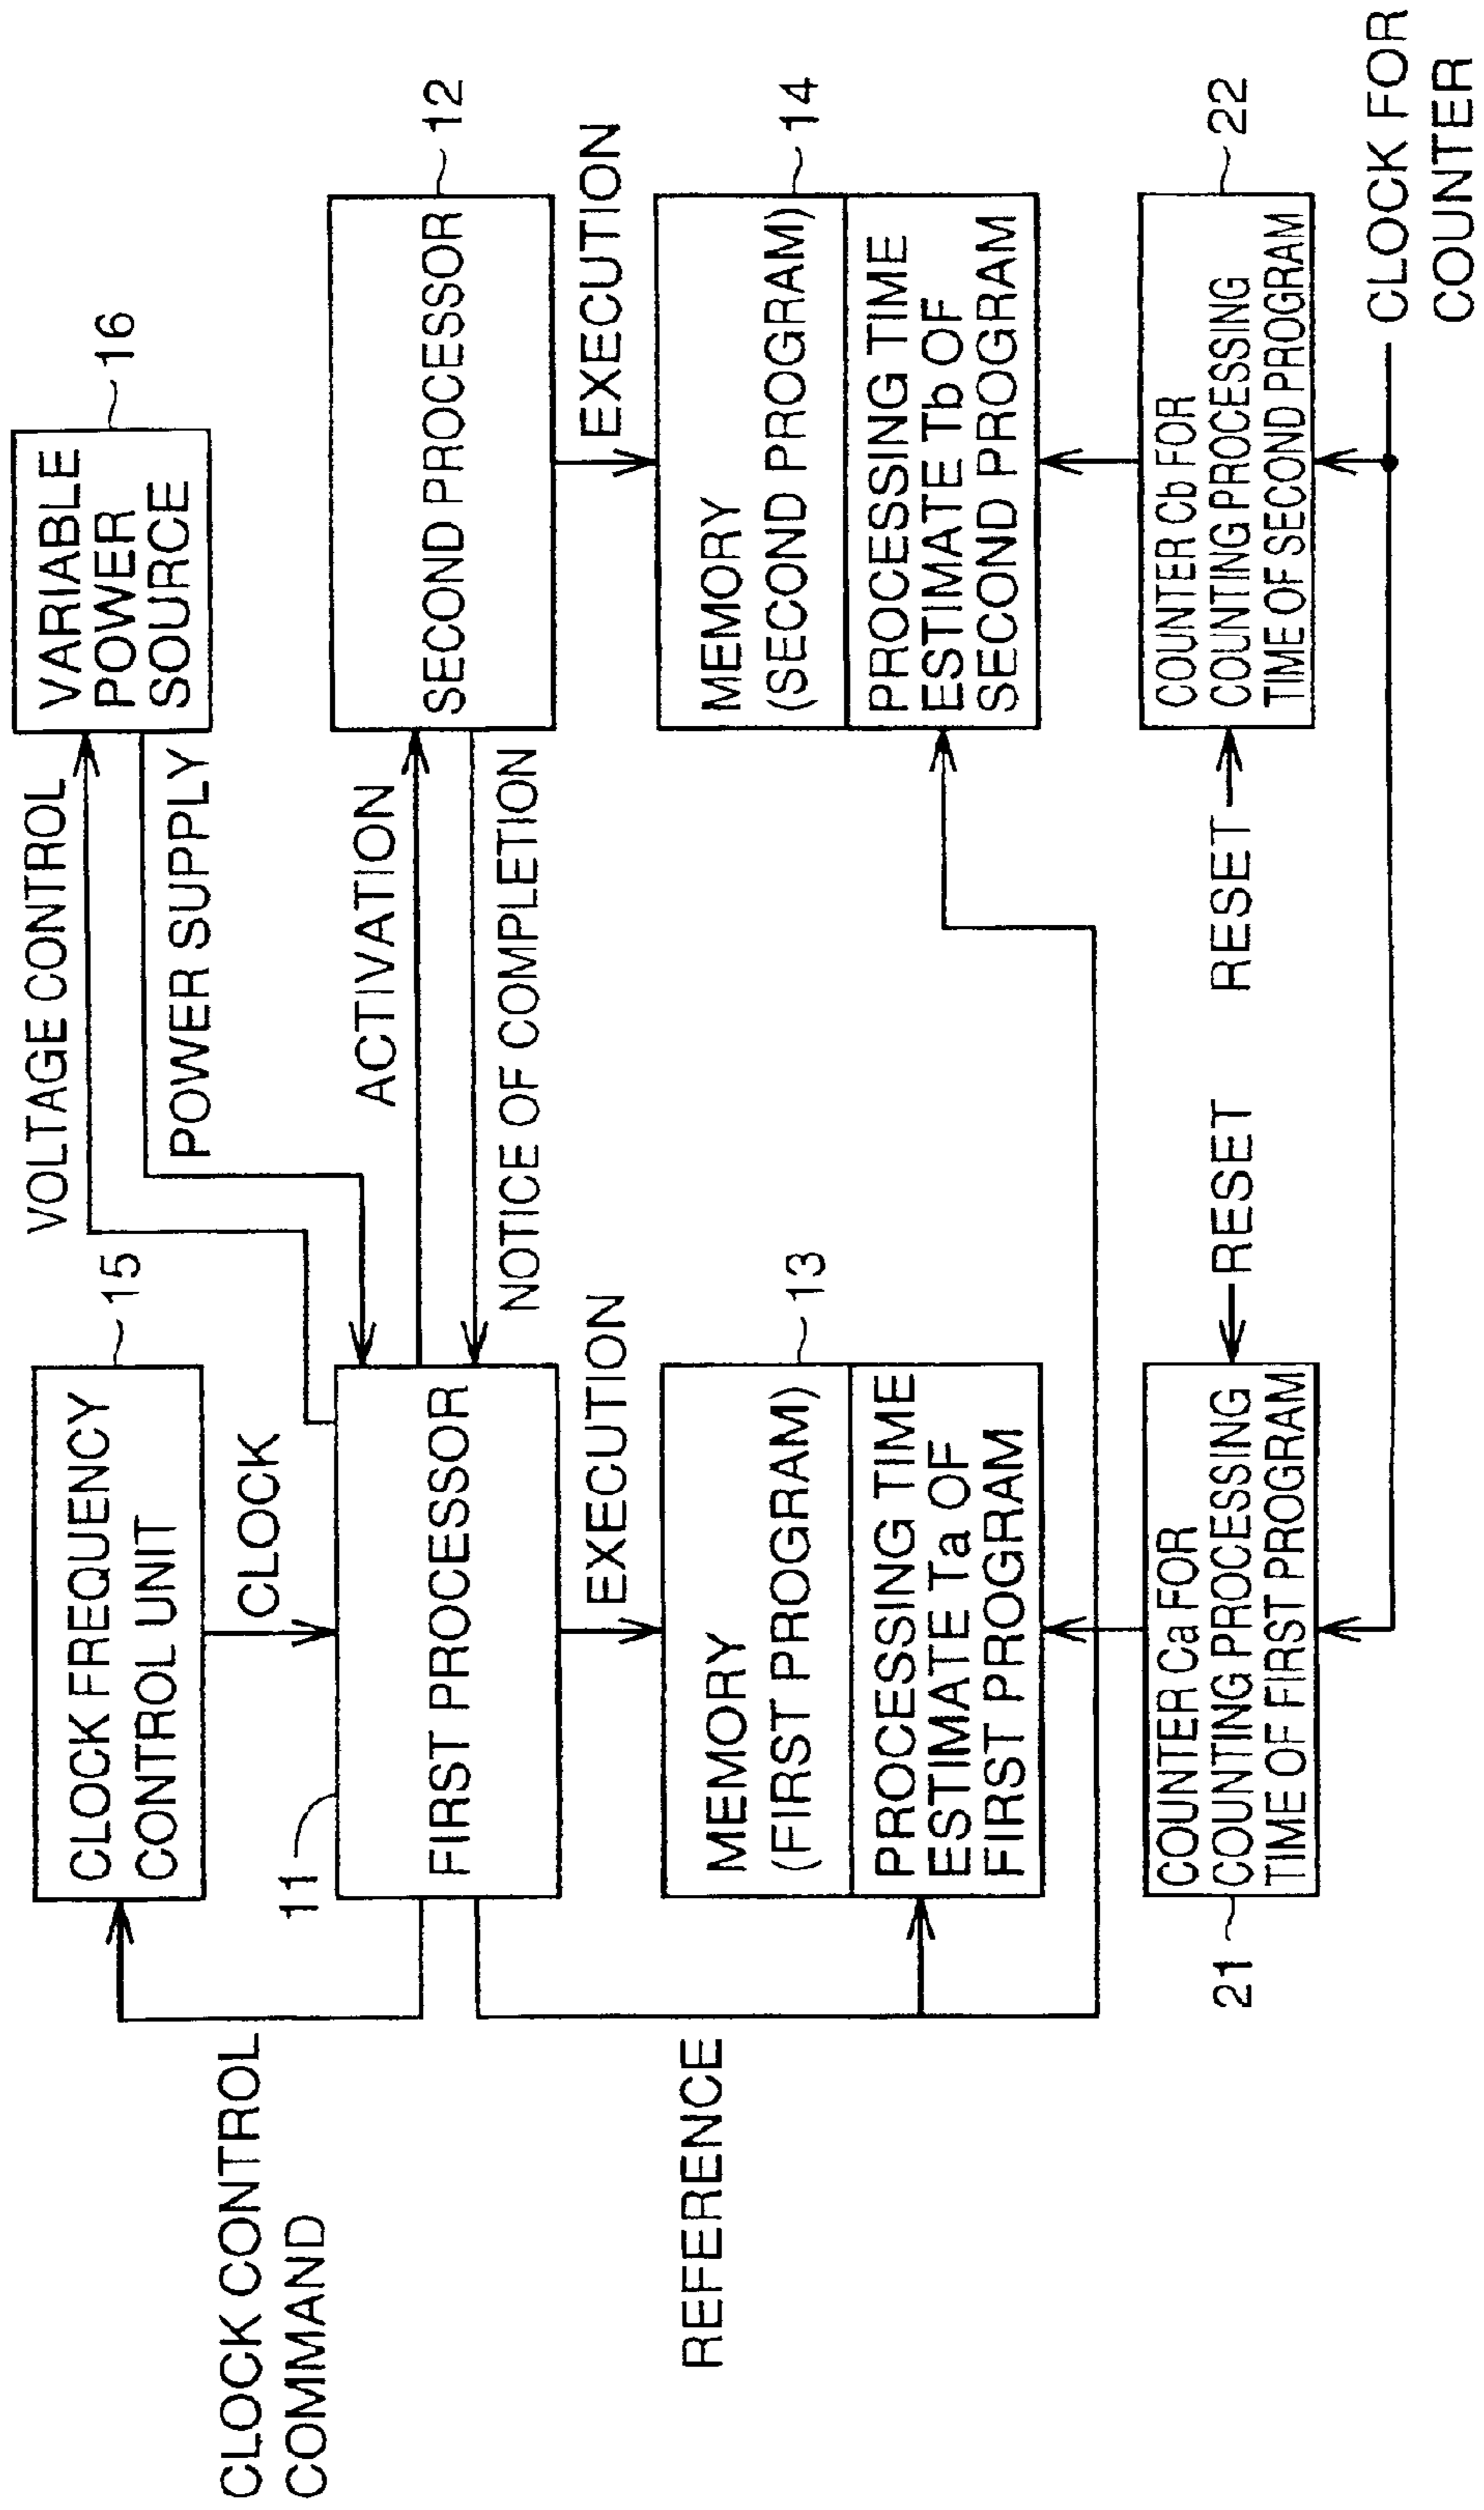 CLOCK CONTROL
COMMAND
CLOCK FREQUENCY
CONTROL UNIT
15
VOLTAGE CONTROL
VARIABLE
POWER
SOURCE
16
POWER SUPPLY
CLOCK
11
FIRST PROCESSOR
ACTIVATION
NOTICE OF COMPLETION
SECOND PROCESSOR
12
EXECUTION
EXECUTION
REFERENCE
MEMORY
(FIRST PROGRAM)
13
PROCESSING TIME
ESTIMATE Ta OF
FIRST PROGRAM
MEMORY
(SECOND PROGRAM)
14
PROCESSING TIME
ESTIMATE Tb OF
SECOND PROGRAM
21
COUNTER Ca FOR
COUNTING PROCESSING
TIME OF FIRST PROGRAM
RESET
RESET
COUNTER Cb FOR
COUNTING PROCESSING
TIME OF SECOND PROGRAM
22
CLOCK FOR
COUNTER